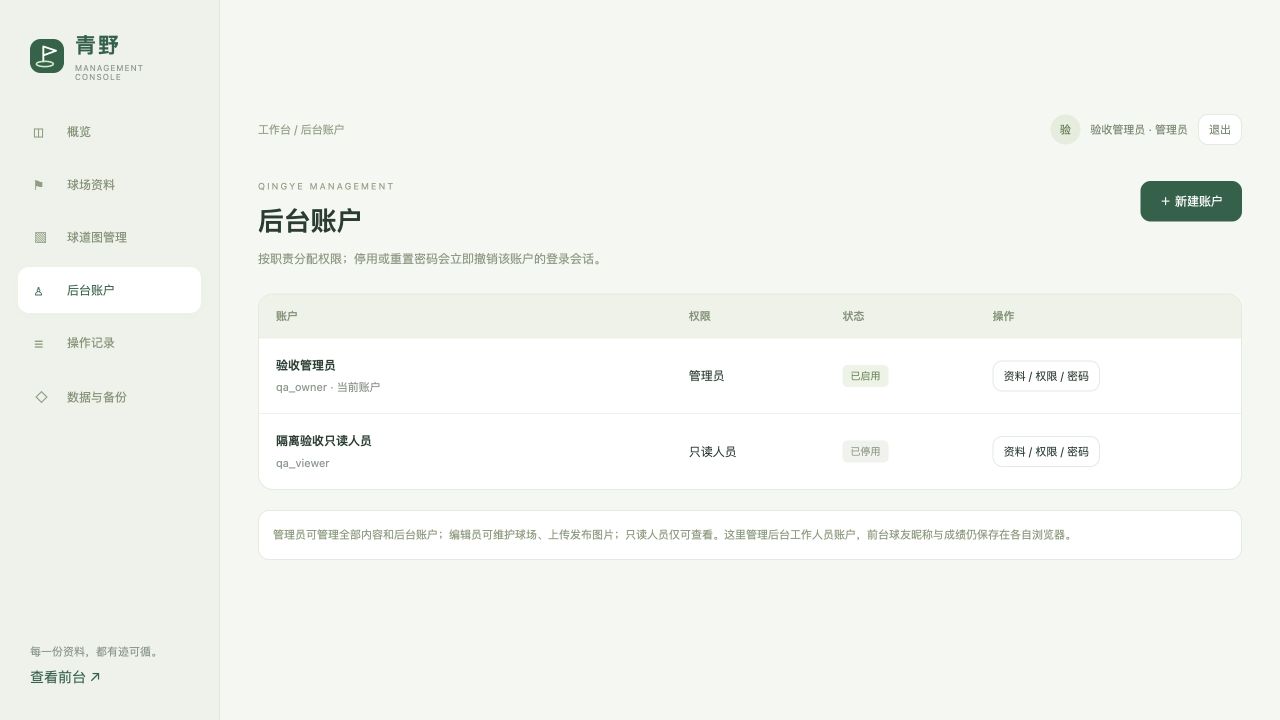 青野
MANAGEMENT
CONSOLE
概览
球场资料
球道图管理
后台账户
操作记录
数据与备份
每一份资料，都有迹可循。
查看前台 ↗
工作台 / 后台账户
验
验收管理员 · 管理员
退出
QINGYE MANAGEMENT
后台账户
按职责分配权限；停用或重置密码会立即撤销该账户的登录会话。
＋ 新建账户
账户 权限 状态 操作
验收管理员
qa_owner · 当前账户
管理员
已启用
资料 / 权限 / 密码
隔离验收只读人员
qa_viewer
只读人员
已停用
资料 / 权限 / 密码
管理员可管理全部内容和后台账户；编辑员可维护球场、上传发布图片；只读人员仅可查看。这里管理后台工作人员账户，前台球友昵称与成绩仍保存在各自浏览器。